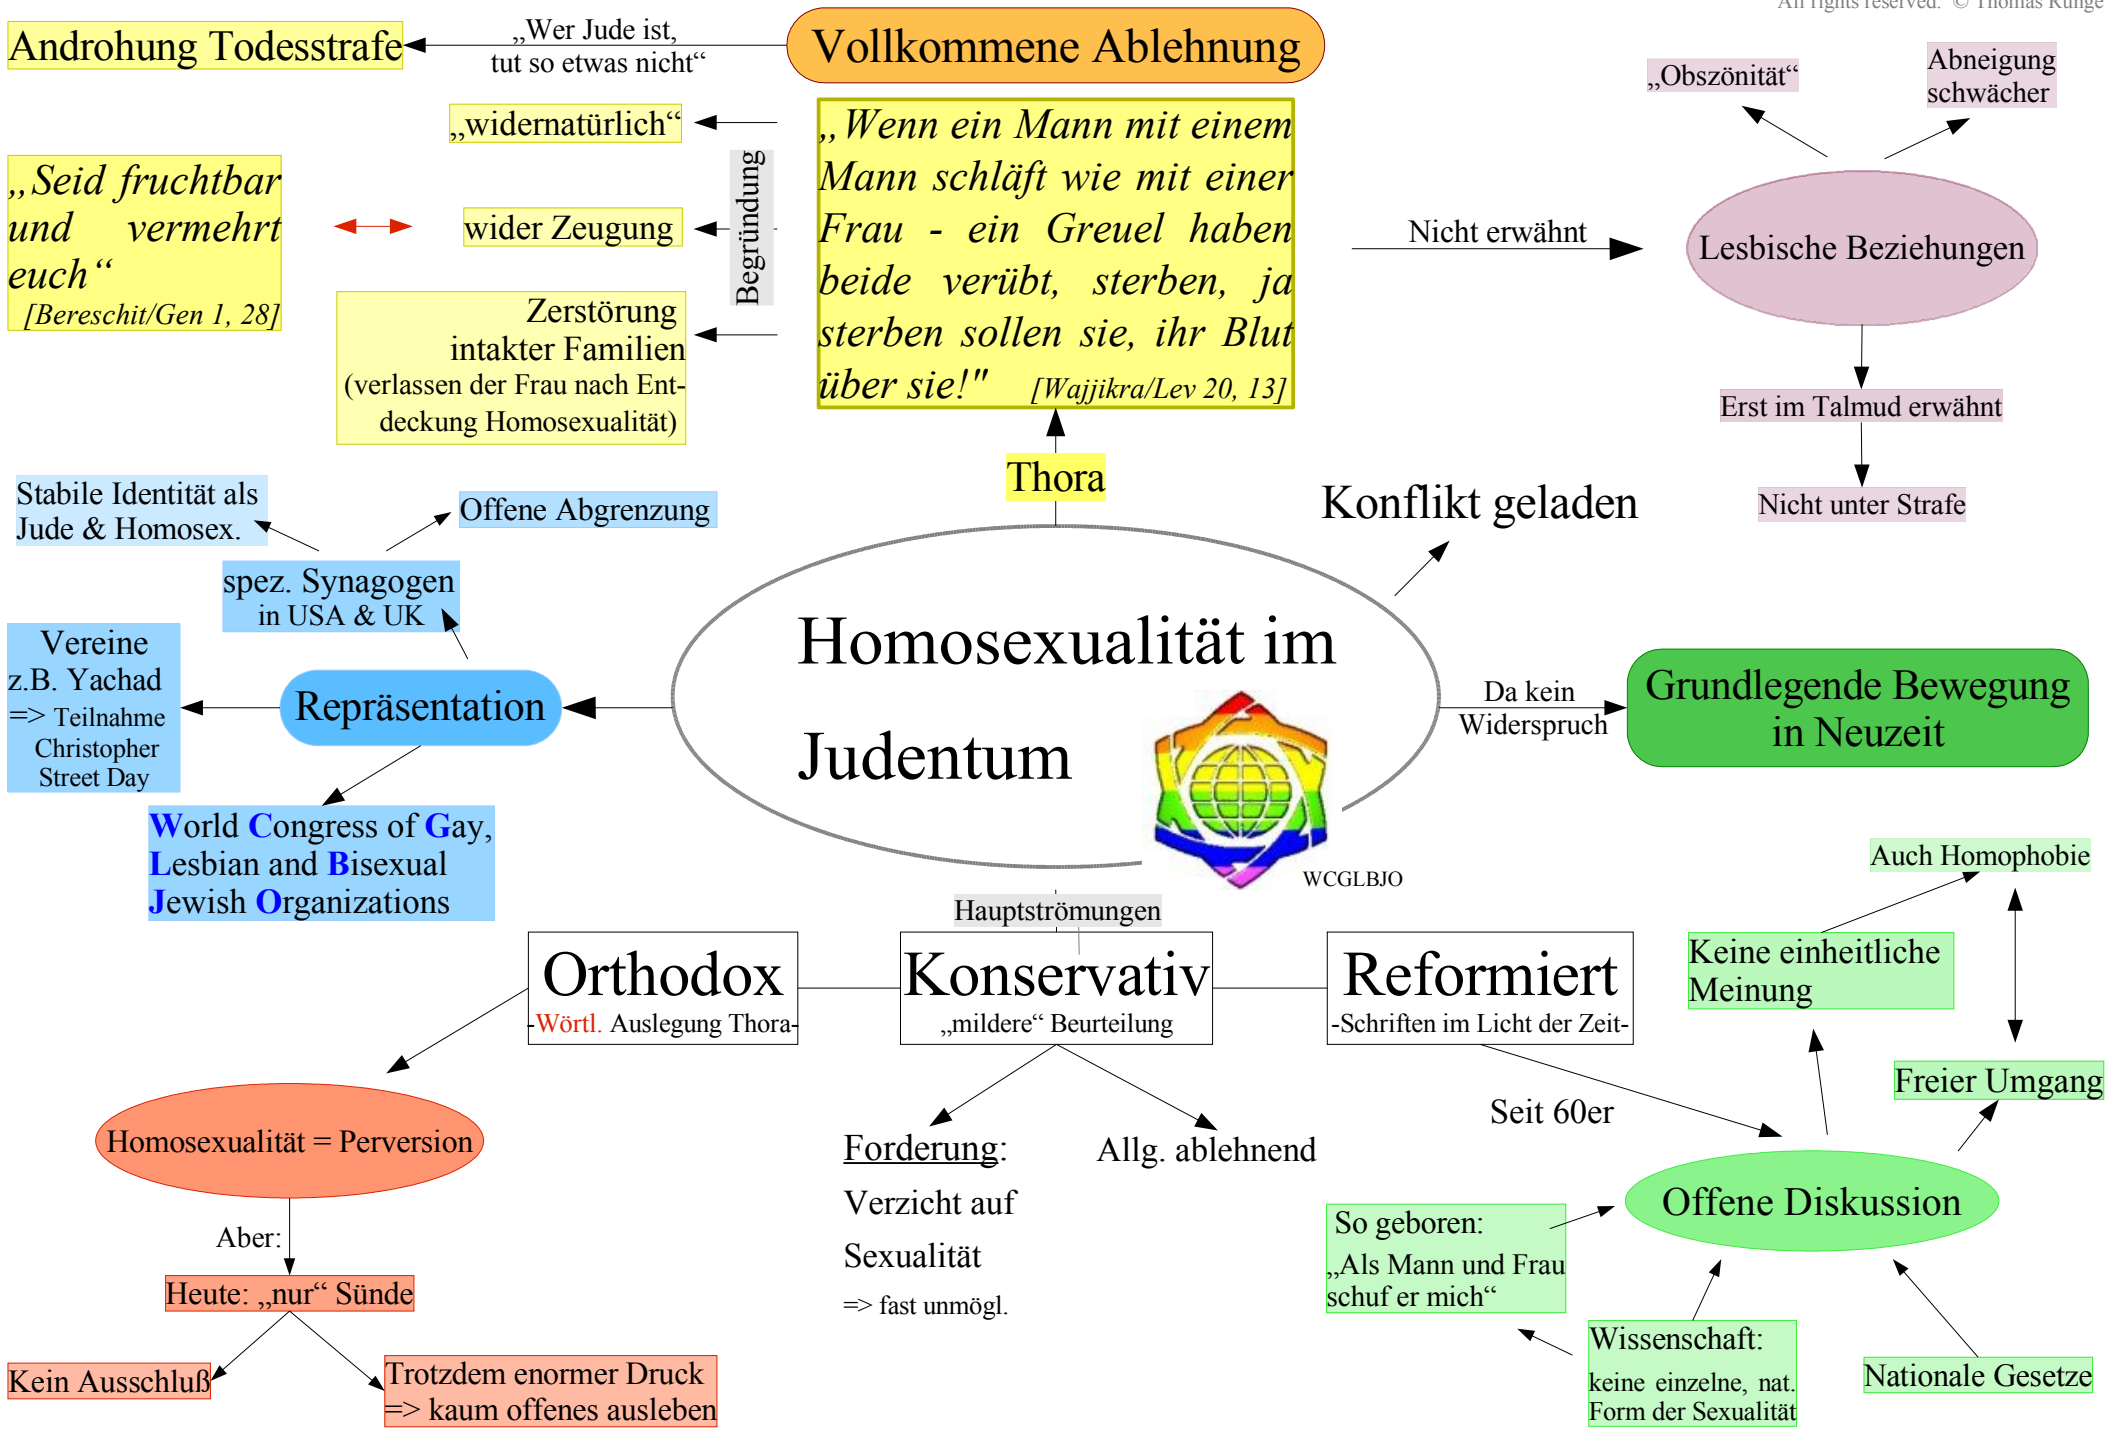 All rights reserved. © Thomas Runge
Androhung Todesstrafe
„Wer Jude ist,
tut so etwas nicht“
Vollkommene Ablehnung
„widernatürlich“
„Seid fruchtbar
und vermehrt
euch“
[Bereschit/Gen 1, 28]
wider Zeugung
Begründung
Zerstörung
intakter Familien
(verlassen der Frau nach Ent-
deckung Homosexualität)
„Wenn ein Mann mit einem
Mann schläft wie mit einer
Frau - ein Greuel haben
beide verübt, sterben, ja
sterben sollen sie, ihr Blut
über sie!" [Wajjikra/Lev 20, 13]
Thora
Nicht erwähnt
„Obszönität“
Abneigung
schwächer
Lesbische Beziehungen
Erst im Talmud erwähnt
Nicht unter Strafe
Konflikt geladen
Stabile Identität als
Jude & Homosex.
Offene Abgrenzung
spez. Synagogen
in USA & UK
Vereine
z.B. Yachad
=> Teilnahme
Christopher
Street Day
Repräsentation
World Congress of Gay,
Lesbian and Bisexual
Jewish Organizations
Homosexualität im
Judentum
WCGLBJO
Da kein
Widerspruch
Grundlegende Bewegung
in Neuzeit
Hauptströmungen
Orthodox
-Wörtl. Auslegung Thora-
Konservativ
„mildere“ Beurteilung
Reformiert
-Schriften im Licht der Zeit-
Homosexualität = Perversion
Aber:
Heute: „nur“ Sünde
Kein Ausschluß
Trotzdem enormer Druck
=> kaum offenes ausleben
Forderung:
Verzicht auf
Sexualität
=> fast unmögl.
Allg. ablehnend
Seit 60er
Auch Homophobie
Keine einheitliche
Meinung
Freier Umgang
Offene Diskussion
So geboren:
„Als Mann und Frau
schuf er mich“
Wissenschaft:
keine einzelne, nat.
Form der Sexualität
Nationale Gesetze